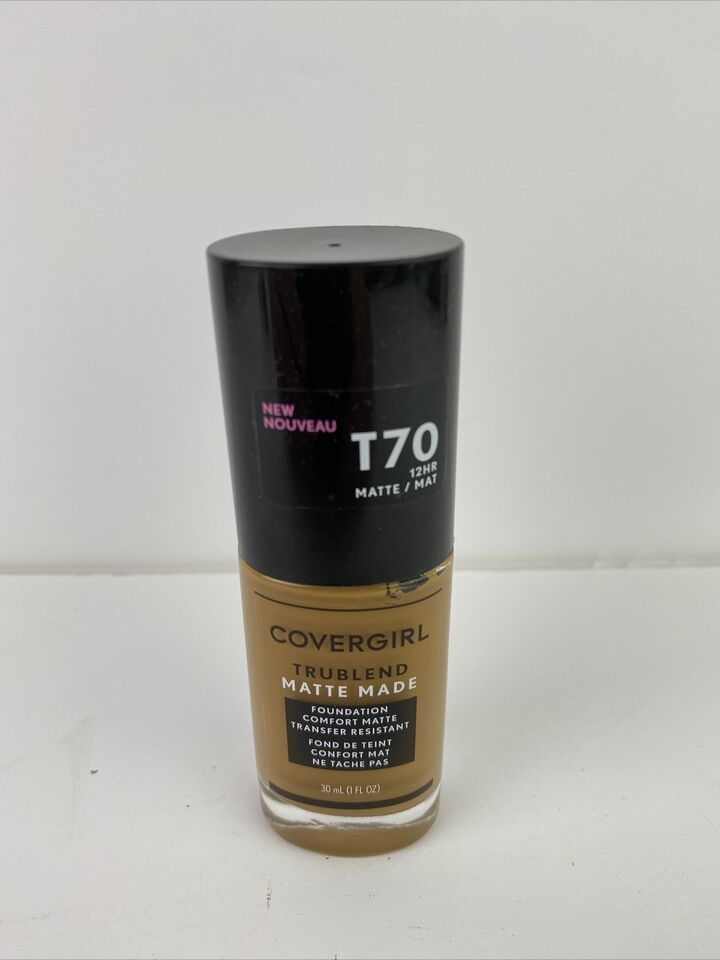 NEW
NOUVEAU
T70
12HR
MATTE / MAT
COVERGIRL
TRUBLEND
MATTE MADE
FOUNDATION
COMFORT MATTE
TRANSFER RESISTANT
FOND DE TEINT
CONFORT MAT
NE TACHE PAS
30 mL (1 FL OZ)